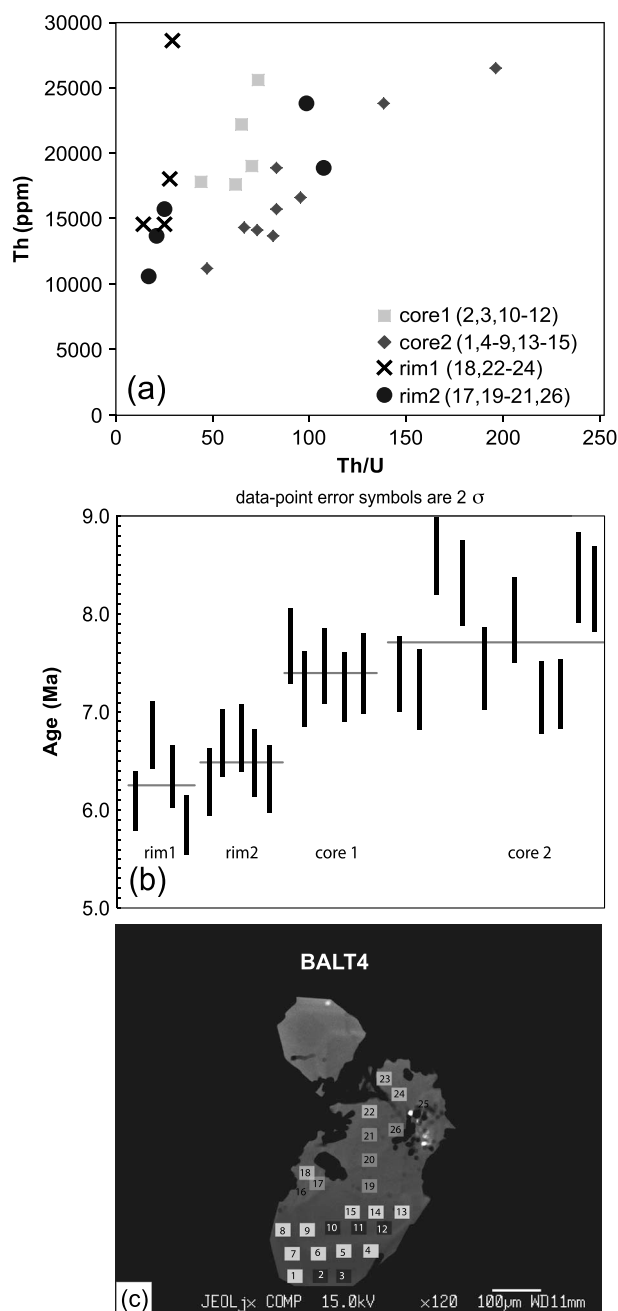 30000
25000
20000
15000
10000
5000
0
Th (ppm)
core1 (2,3,10-12)
core2 (1,4-9,13-15)
rim1 (18,22-24)
rim2 (17,19-21,26)
(a)
0 50 100 150 200 250
Th/U
data-point error symbols are 2 σ
9.0
8.0
7.0
6.0
5.0
Age (Ma)
rim1 rim2 core 1 core 2
(b)
BALT4
23
24
25
22
26
21
20
18
17
16
19
15 14 13
8 9 10 11 12
7 6 5 4
1 2 3
(c)
JEOLjx COMP 15.0kV ×120 100µm WD11mm